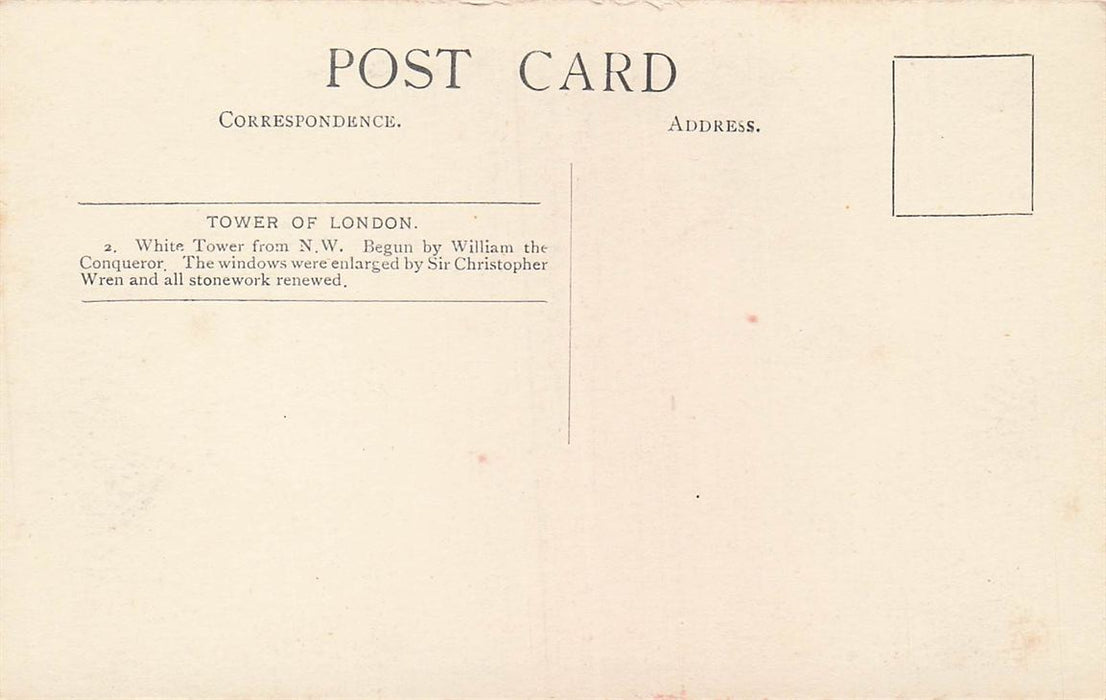 POST CARD
CORRESPONDENCE.
ADDRESS.
TOWER OF LONDON.
2. White Tower from N.W. Begun by William the
Conqueror. The windows were enlarged by Sir Christopher
Wren and all stonework renewed.